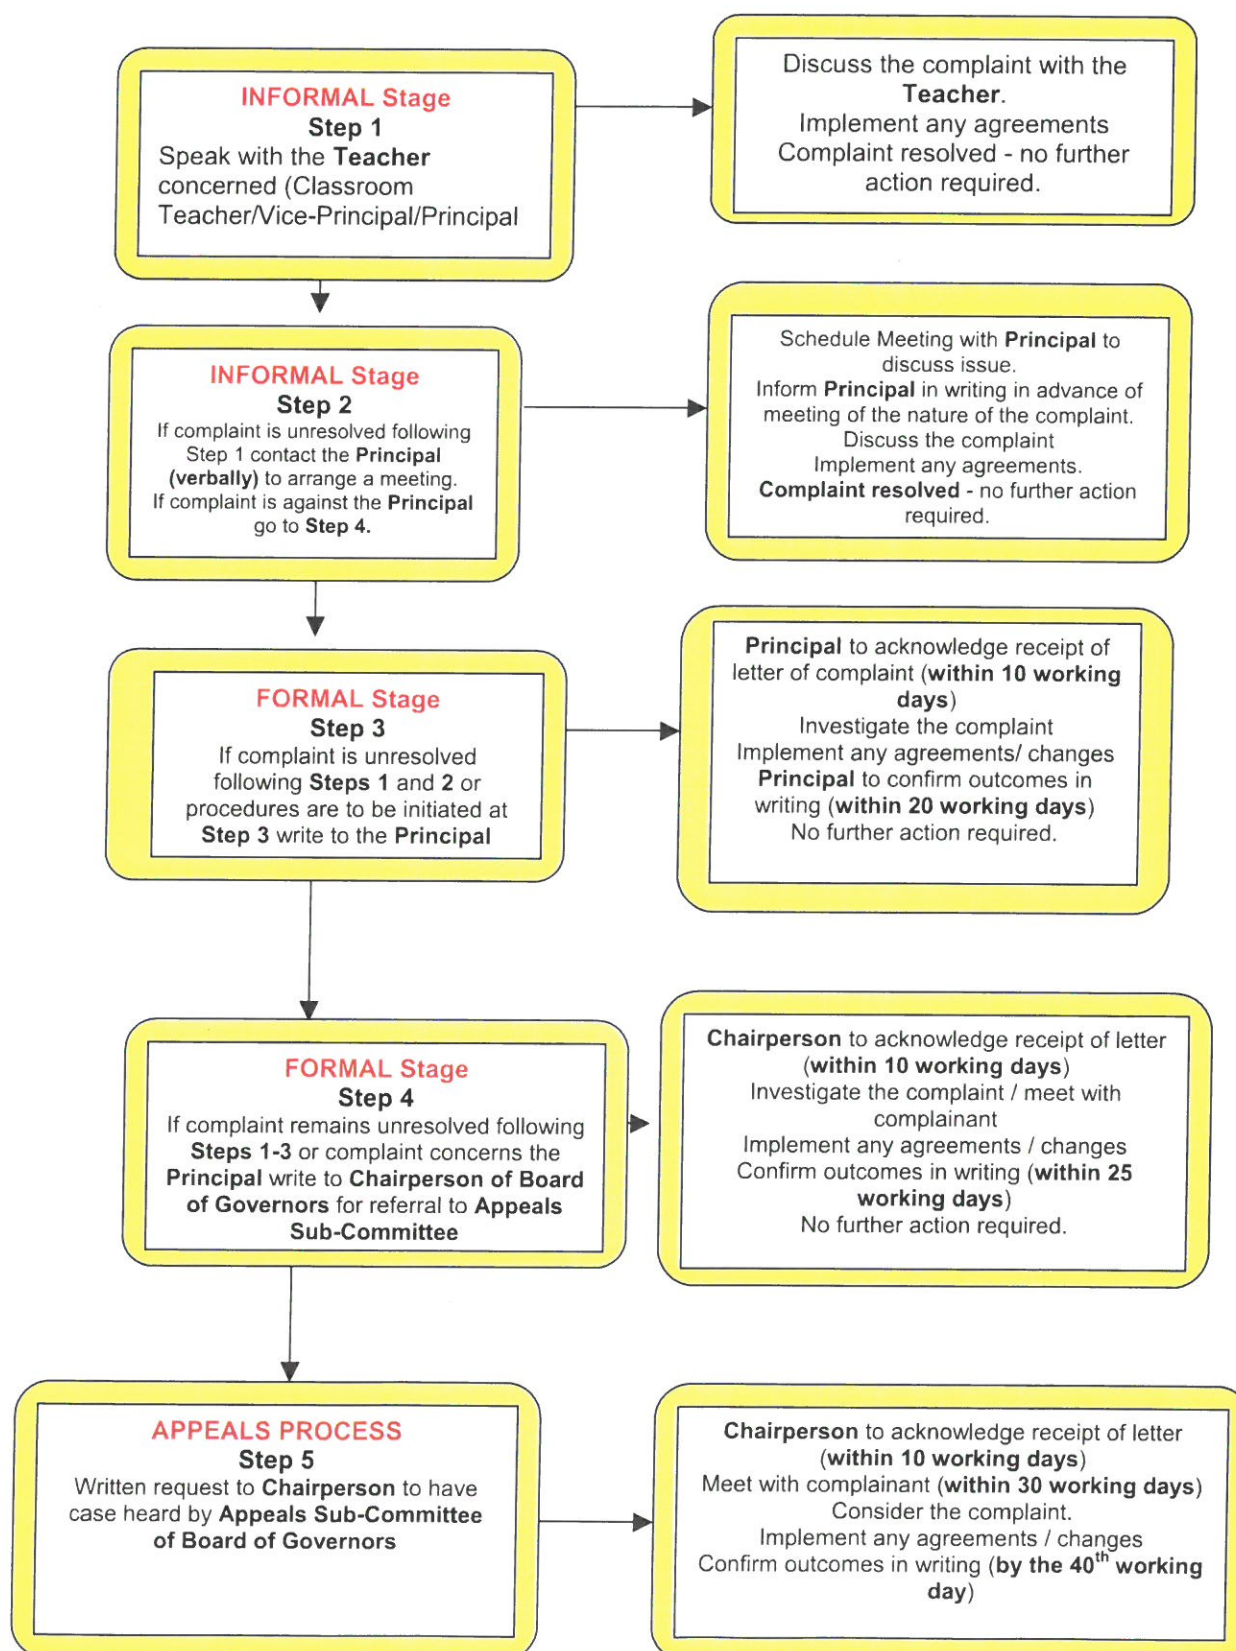 INFORMAL Stage
Step 1
Speak with the Teacher
concerned (Classroom
Teacher/Vice-Principal/Principal
Discuss the complaint with the
Teacher.
Implement any agreements
Complaint resolved - no further
action required.
INFORMAL Stage
Step 2
If complaint is unresolved following
Step 1 contact the Principal
(verbally) to arrange a meeting.
If complaint is against the Principal
go to Step 4.
Schedule Meeting with Principal to
discuss issue.
Inform Principal in writing in advance of
meeting of the nature of the complaint.
Discuss the complaint
Implement any agreements.
Complaint resolved - no further action
required.
FORMAL Stage
Step 3
If complaint is unresolved
following Steps 1 and 2 or
procedures are to be initiated at
Step 3 write to the Principal
Principal to acknowledge receipt of
letter of complaint (within 10 working
days)
Investigate the complaint
Implement any agreements/ changes
Principal to confirm outcomes in
writing (within 20 working days)
No further action required.
FORMAL Stage
Step 4
If complaint remains unresolved following
Steps 1-3 or complaint concerns the
Principal write to Chairperson of Board
of Governors for referral to Appeals
Sub-Committee
Chairperson to acknowledge receipt of letter
(within 10 working days)
Investigate the complaint / meet with
complainant
Implement any agreements / changes
Confirm outcomes in writing (within 25
working days)
No further action required.
APPEALS PROCESS
Step 5
Written request to Chairperson to have
case heard by Appeals Sub-Committee
of Board of Governors
Chairperson to acknowledge receipt of letter
(within 10 working days)
Meet with complainant (within 30 working days)
Consider the complaint.
Implement any agreements / changes
Confirm outcomes in writing (by the 40th working
day)